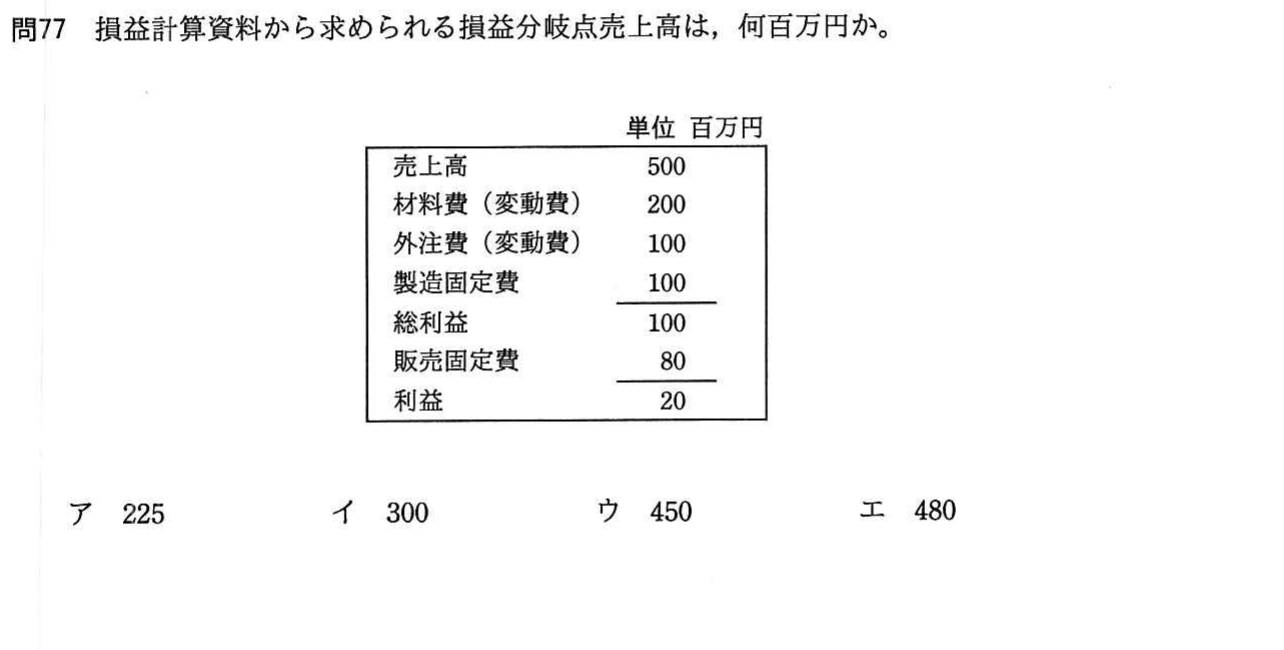 問77 損益計算資料から求められる損益分岐点売上高は，何百万円か。
単位 百万円
売上高 500
材料費（変動費） 200
外注費（変動費） 100
製造固定費 100
総利益 100
販売固定費 80
利益 20
ア 225 イ 300 ウ 450 エ 480